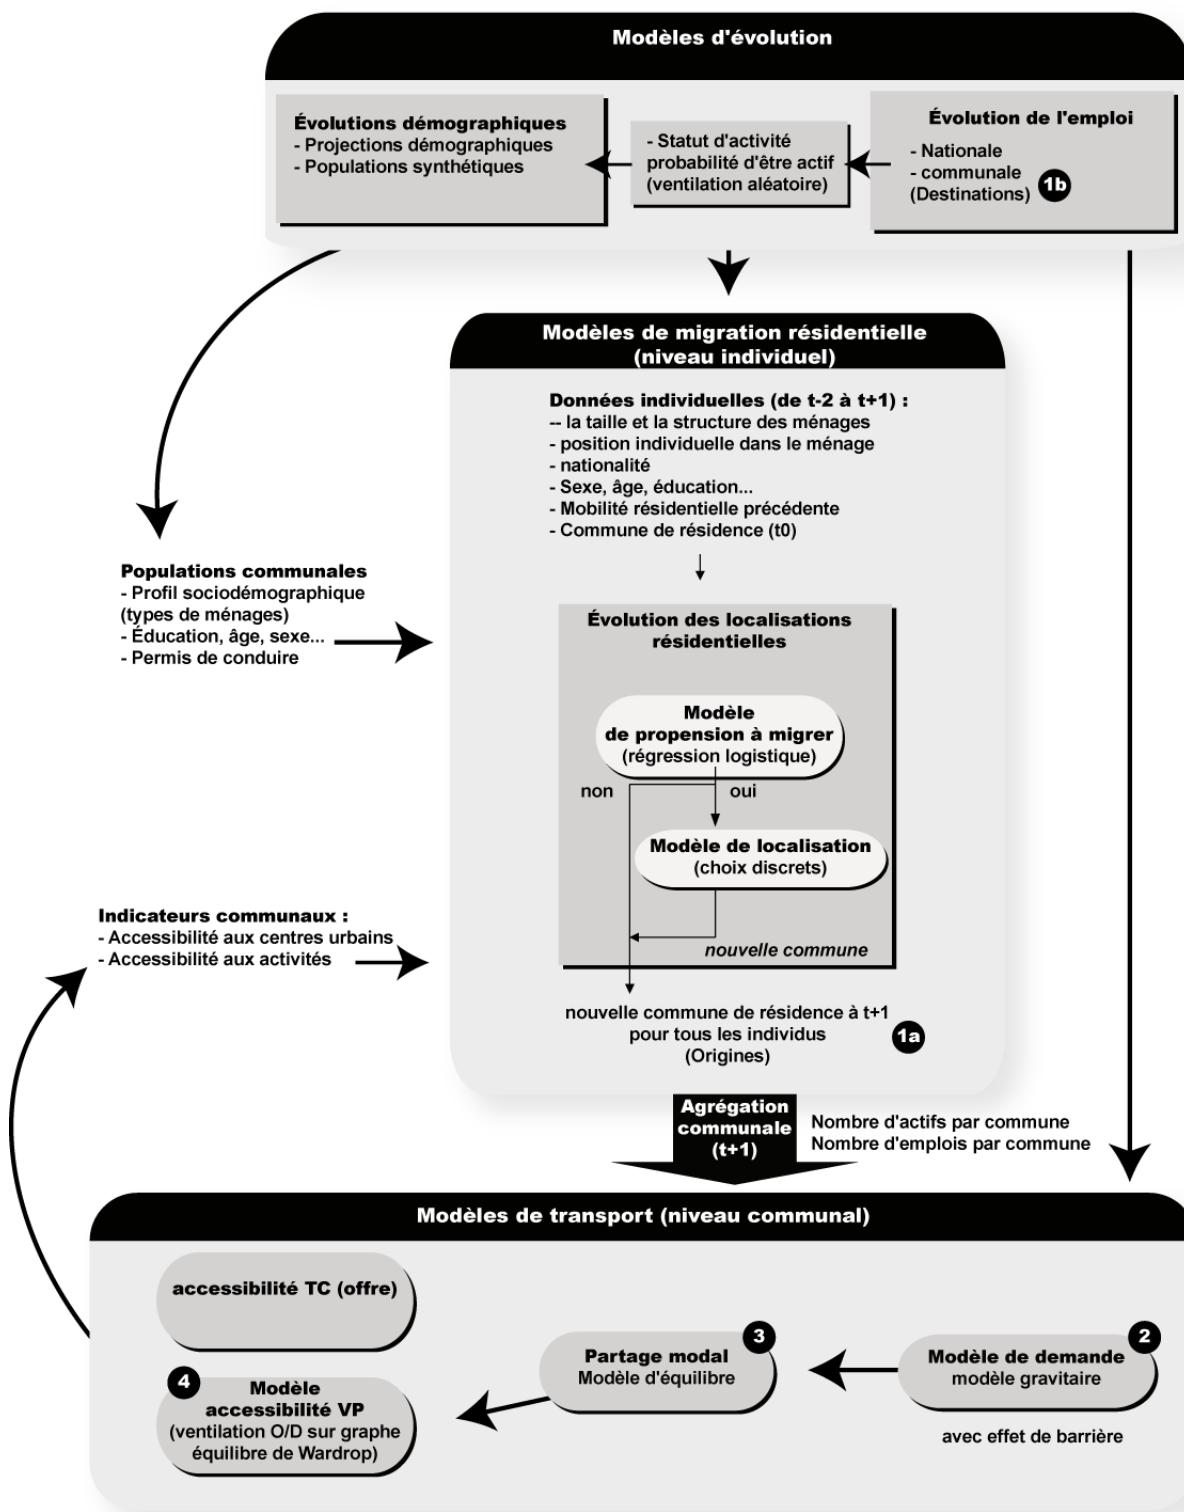 Modèles d'évolution
Évolutions démographiques
- Projections démographiques
- Populations synthétiques
- Statut d'activité
probabilité d'être actif
(ventilation aléatoire)
Évolution de l'emploi
- Nationale
- communale
(Destinations)
1b
Modèles de migration résidentielle
(niveau individuel)
Données individuelles (de t-2 à t+1) :
-- la taille et la structure des ménages
- position individuelle dans le ménage
- nationalité
- Sexe, âge, éducation...
- Mobilité résidentielle précédente
- Commune de résidence (t0)
Populations communales
- Profil sociodémographique
(types de ménages)
- Éducation, âge, sexe...
- Permis de conduire
Évolution des localisations
résidentielles
Modèle
de propension à migrer
(régression logistique)
non
oui
Modèle de localisation
(choix discrets)
nouvelle commune
Indicateurs communaux :
- Accessibilité aux centres urbains
- Accessibilité aux activités
nouvelle commune de résidence à t+1
pour tous les individus
(Origines)
1a
Agrégation
communale
(t+1)
Nombre d'actifs par commune
Nombre d'emplois par commune
Modèles de transport (niveau communal)
accessibilité TC (offre)
4
Modèle
accessibilité VP
(ventilation O/D sur graphe
équilibre de Wardrop)
3
Partage modal
Modèle d'équilibre
2
Modèle de demande
modèle gravitaire
avec effet de barrière